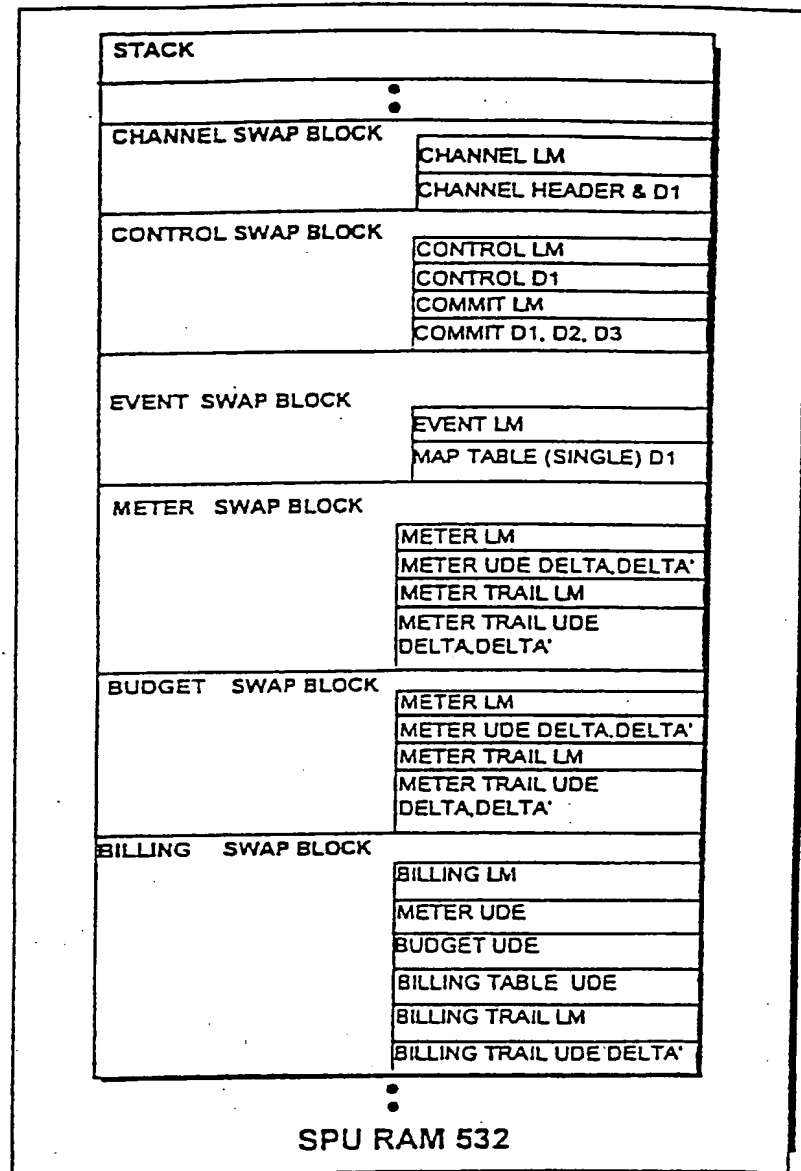 STACK
CHANNEL SWAP BLOCK
CHANNEL LM
CHANNEL HEADER & D1
CONTROL SWAP BLOCK
CONTROL LM
CONTROL D1
COMMIT LM
COMMIT D1, D2, D3
EVENT SWAP BLOCK
EVENT LM
MAP TABLE (SINGLE) D1
METER SWAP BLOCK
METER LM
METER UDE DELTA,DELTA'
METER TRAIL LM
METER TRAIL UDE
DELTA,DELTA'
BUDGET SWAP BLOCK
METER LM
METER UDE DELTA,DELTA'
METER TRAIL LM
METER TRAIL UDE
DELTA,DELTA'
BILLING SWAP BLOCK
BILLING LM
METER UDE
BUDGET UDE
BILLING TABLE UDE
BILLING TRAIL LM
BILLING TRAIL UDE DELTA'
SPU RAM 532